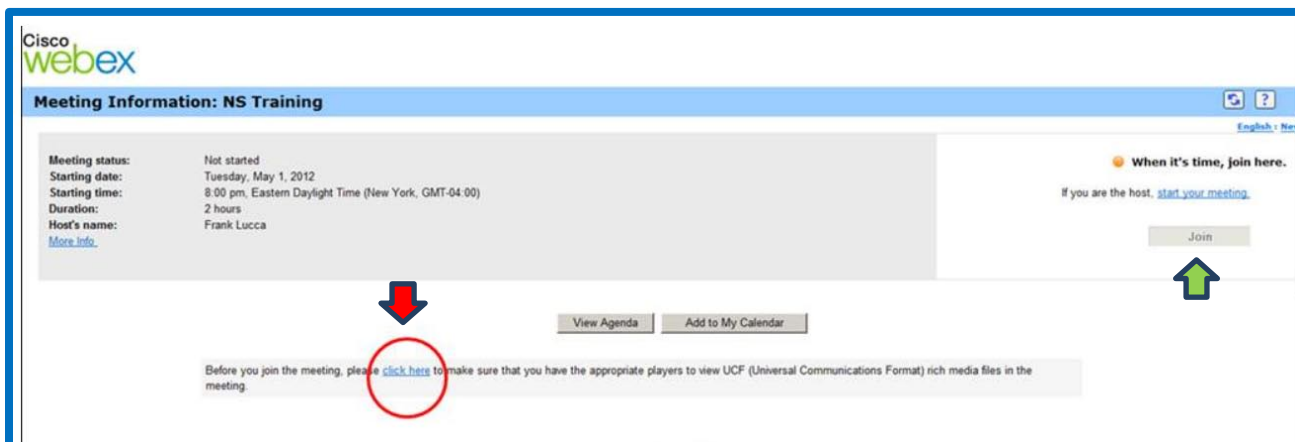 Cisco
webex
Meeting Information: NS Training
?
English : Ne
Meeting status: Not started
Starting date: Tuesday, May 1, 2012
Starting time: 8:00 pm, Eastern Daylight Time (New York, GMT-04:00)
Duration: 2 hours
Host's name: Frank Lucca
More Info
When it's time, join here.
If you are the host, start your meeting.
Join
View Agenda
Add to My Calendar
Before you join the meeting, please click here to make sure that you have the appropriate players to view UCF (Universal Communications Format) rich media files in the
meeting.